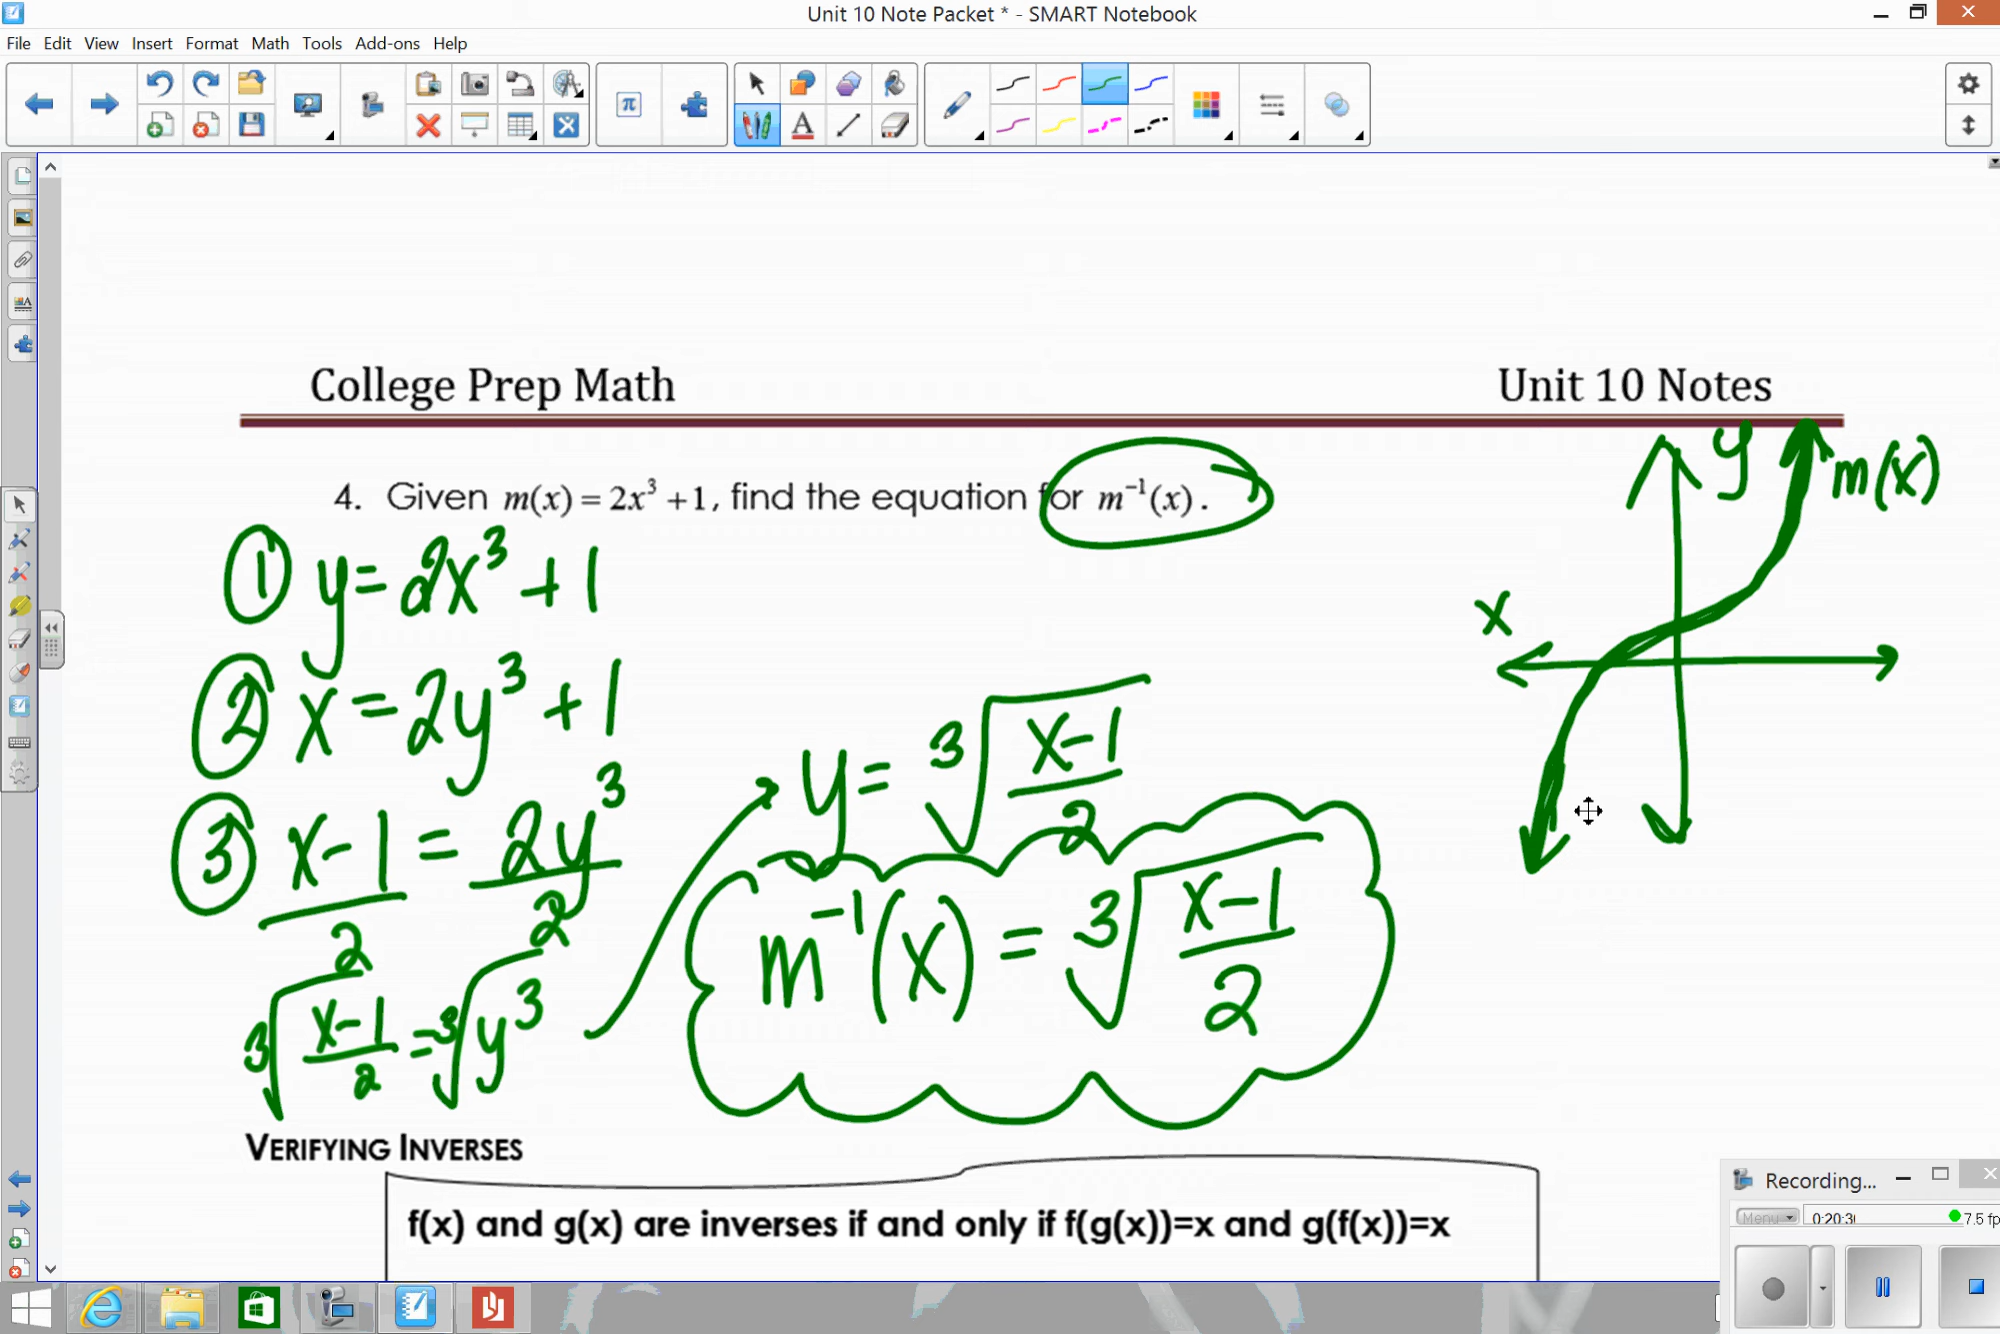 Unit 10 Note Packet * - SMART Notebook
File Edit View Insert Format Math Tools Add-ons Help
College Prep Math
Unit 10 Notes
4. Given m(x) = 2x³ + 1, find the equation for m⁻¹(x).
① y = 2x³ + 1
② x = 2y³ + 1
③ x-1/2 = 2y³/2
∛(x-1/2) = ∛y³
y = ∛(x-1/2)
m⁻¹(x) = ∛(x-1/2)
y
m(x)
x
VERIFYING INVERSES
f(x) and g(x) are inverses if and only if f(g(x))=x and g(f(x))=x
Recording...
Menu
7.5 fp